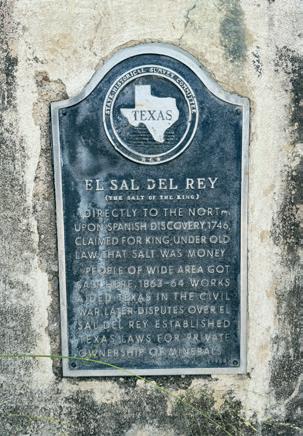 STATE HISTORICAL SURVEY COMMITTEE
TEXAS
EL SAL DEL REY
(THE SALT OF THE KING)
DIRECTLY TO THE NORTH.
UPON SPANISH DISCOVERY, 1746,
CLAIMED FOR KING, UNDER OLD
LAW THAT SALT WAS MONEY.
PEOPLE OF WIDE AREA GOT
SALT HERE. 1863-64 WORKS
AIDED TEXAS IN THE CIVIL
WAR. LATER DISPUTES OVER EL
SAL DEL REY ESTABLISHED
TEXAS LAWS FOR PRIVATE
OWNERSHIP OF MINERALS.